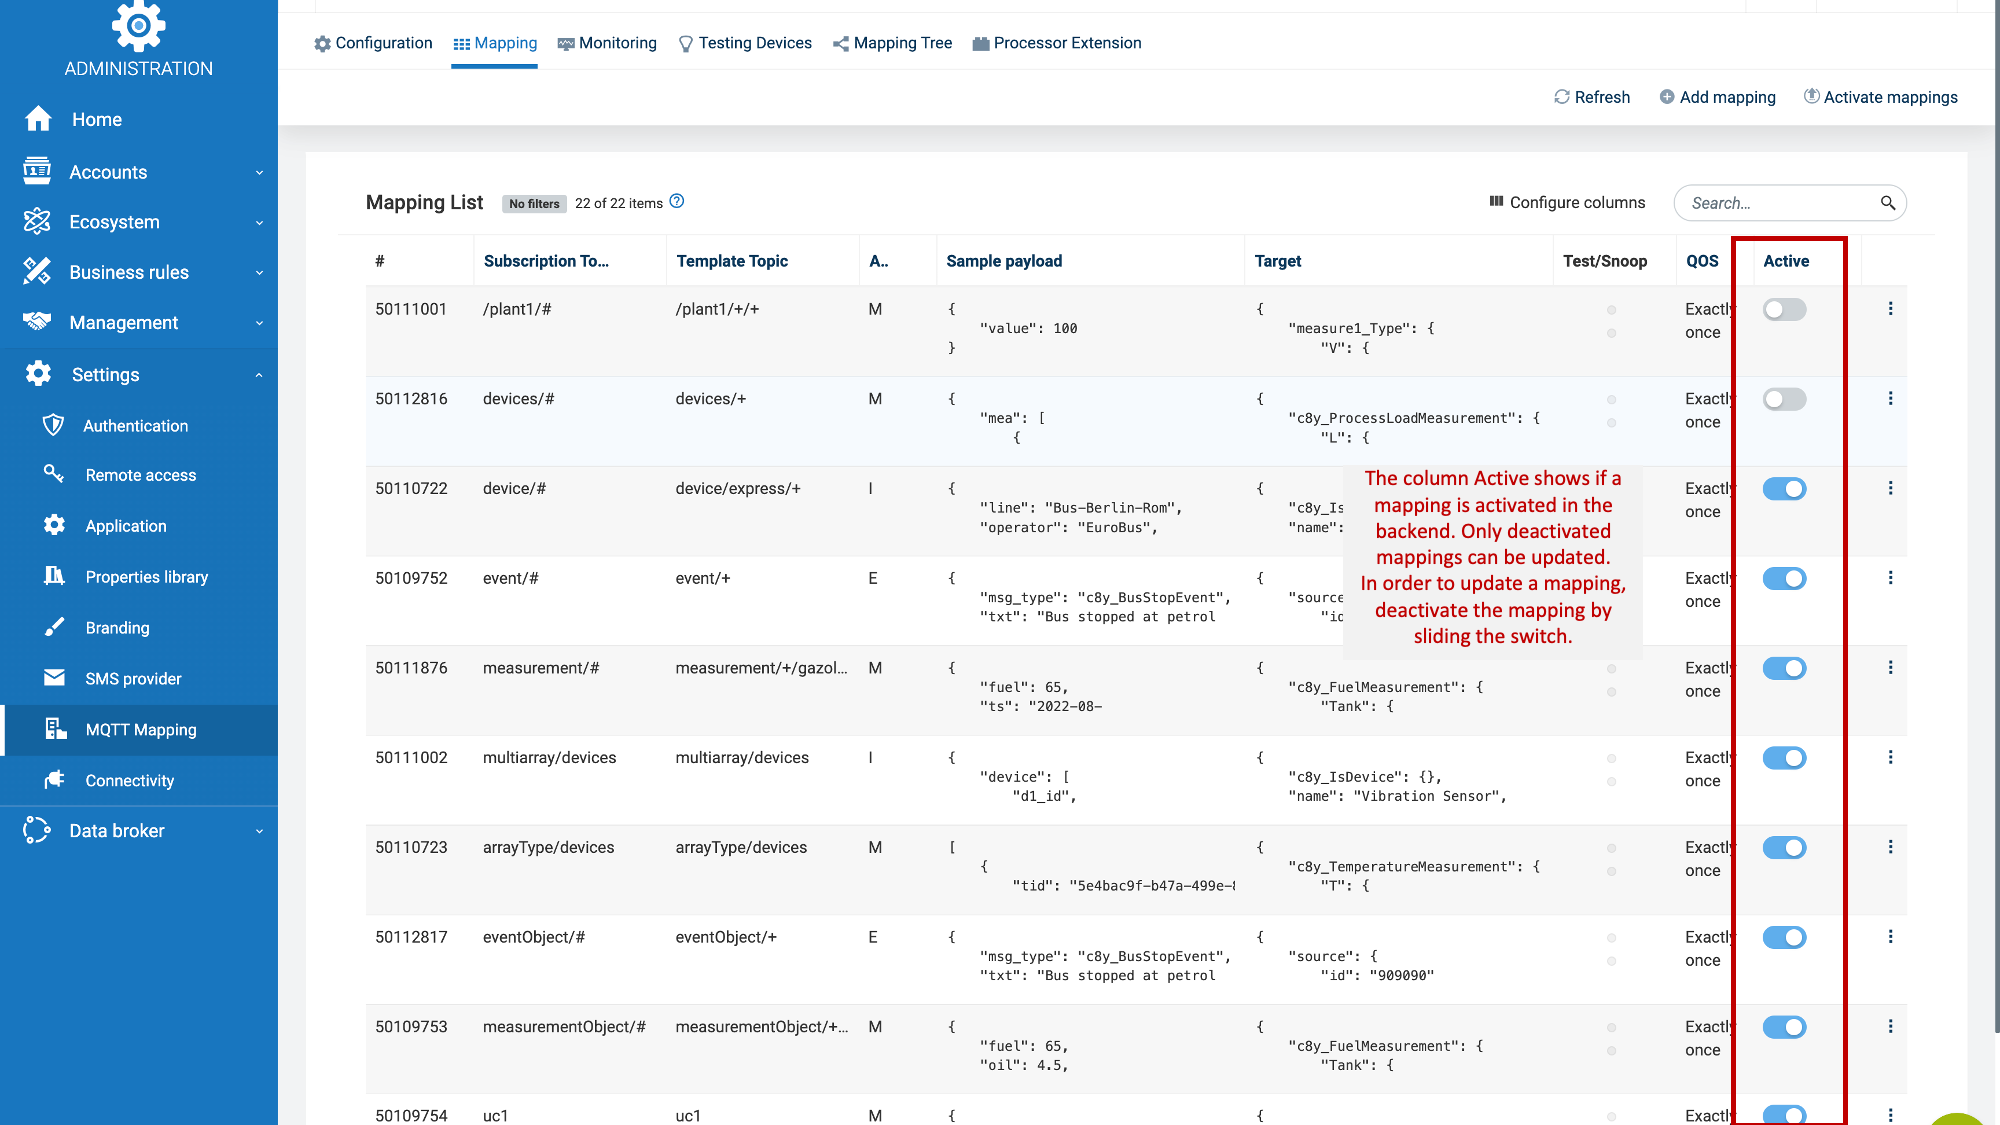 ADMINISTRATION
Home
Accounts
Ecosystem
Business rules
Management
Settings
Authentication
Remote access
Application
Properties library
Branding
SMS provider
MQTT Mapping
Connectivity
Data broker
Configuration Mapping Monitoring Testing Devices Mapping Tree Processor Extension
Refresh Add mapping Activate mappings
Mapping List No filters 22 of 22 items Configure columns Search...
# Subscription To... Template Topic A.. Sample payload Target Test/Snoop QOS Active
50111001 /plant1/# /plant1/+/+ M { { Exactly
"value": 100 "measure1_Type": { once
} "V": {
50112816 devices/# devices/+ M { { Exactly
"mea": [ "c8y_ProcessLoadMeasurement": { once
{ "L": {
50110722 device/# device/express/+ I { { Exactly
"line": "Bus-Berlin-Rom", "c8y_Is once
"operator": "EuroBus", "name":
The column Active shows if a
mapping is activated in the
backend. Only deactivated
mappings can be updated.
In order to update a mapping,
deactivate the mapping by
sliding the switch.
50109752 event/# event/+ E { { Exactly
"msg_type": "c8y_BusStopEvent", "source once
"txt": "Bus stopped at petrol "id
50111876 measurement/# measurement/+/gazol... M { { Exactly
"fuel": 65, "c8y_FuelMeasurement": { once
"ts": "2022-08- "Tank": {
50111002 multiarray/devices multiarray/devices I { { Exactly
"device": [ "c8y_IsDevice": {}, once
"d1_id", "name": "Vibration Sensor",
50110723 arrayType/devices arrayType/devices M [ { Exactly
{ "c8y_TemperatureMeasurement": { once
"tid": "5e4bac9f-b47a-499e-8 "T": {
50112817 eventObject/# eventObject/+ E { { Exactly
"msg_type": "c8y_BusStopEvent", "source": { once
"txt": "Bus stopped at petrol "id": "909090"
50109753 measurementObject/# measurementObject/+... M { { Exactly
"fuel": 65, "c8y_FuelMeasurement": { once
"oil": 4.5, "Tank": {
50109754 uc1 uc1 M { { Exactly